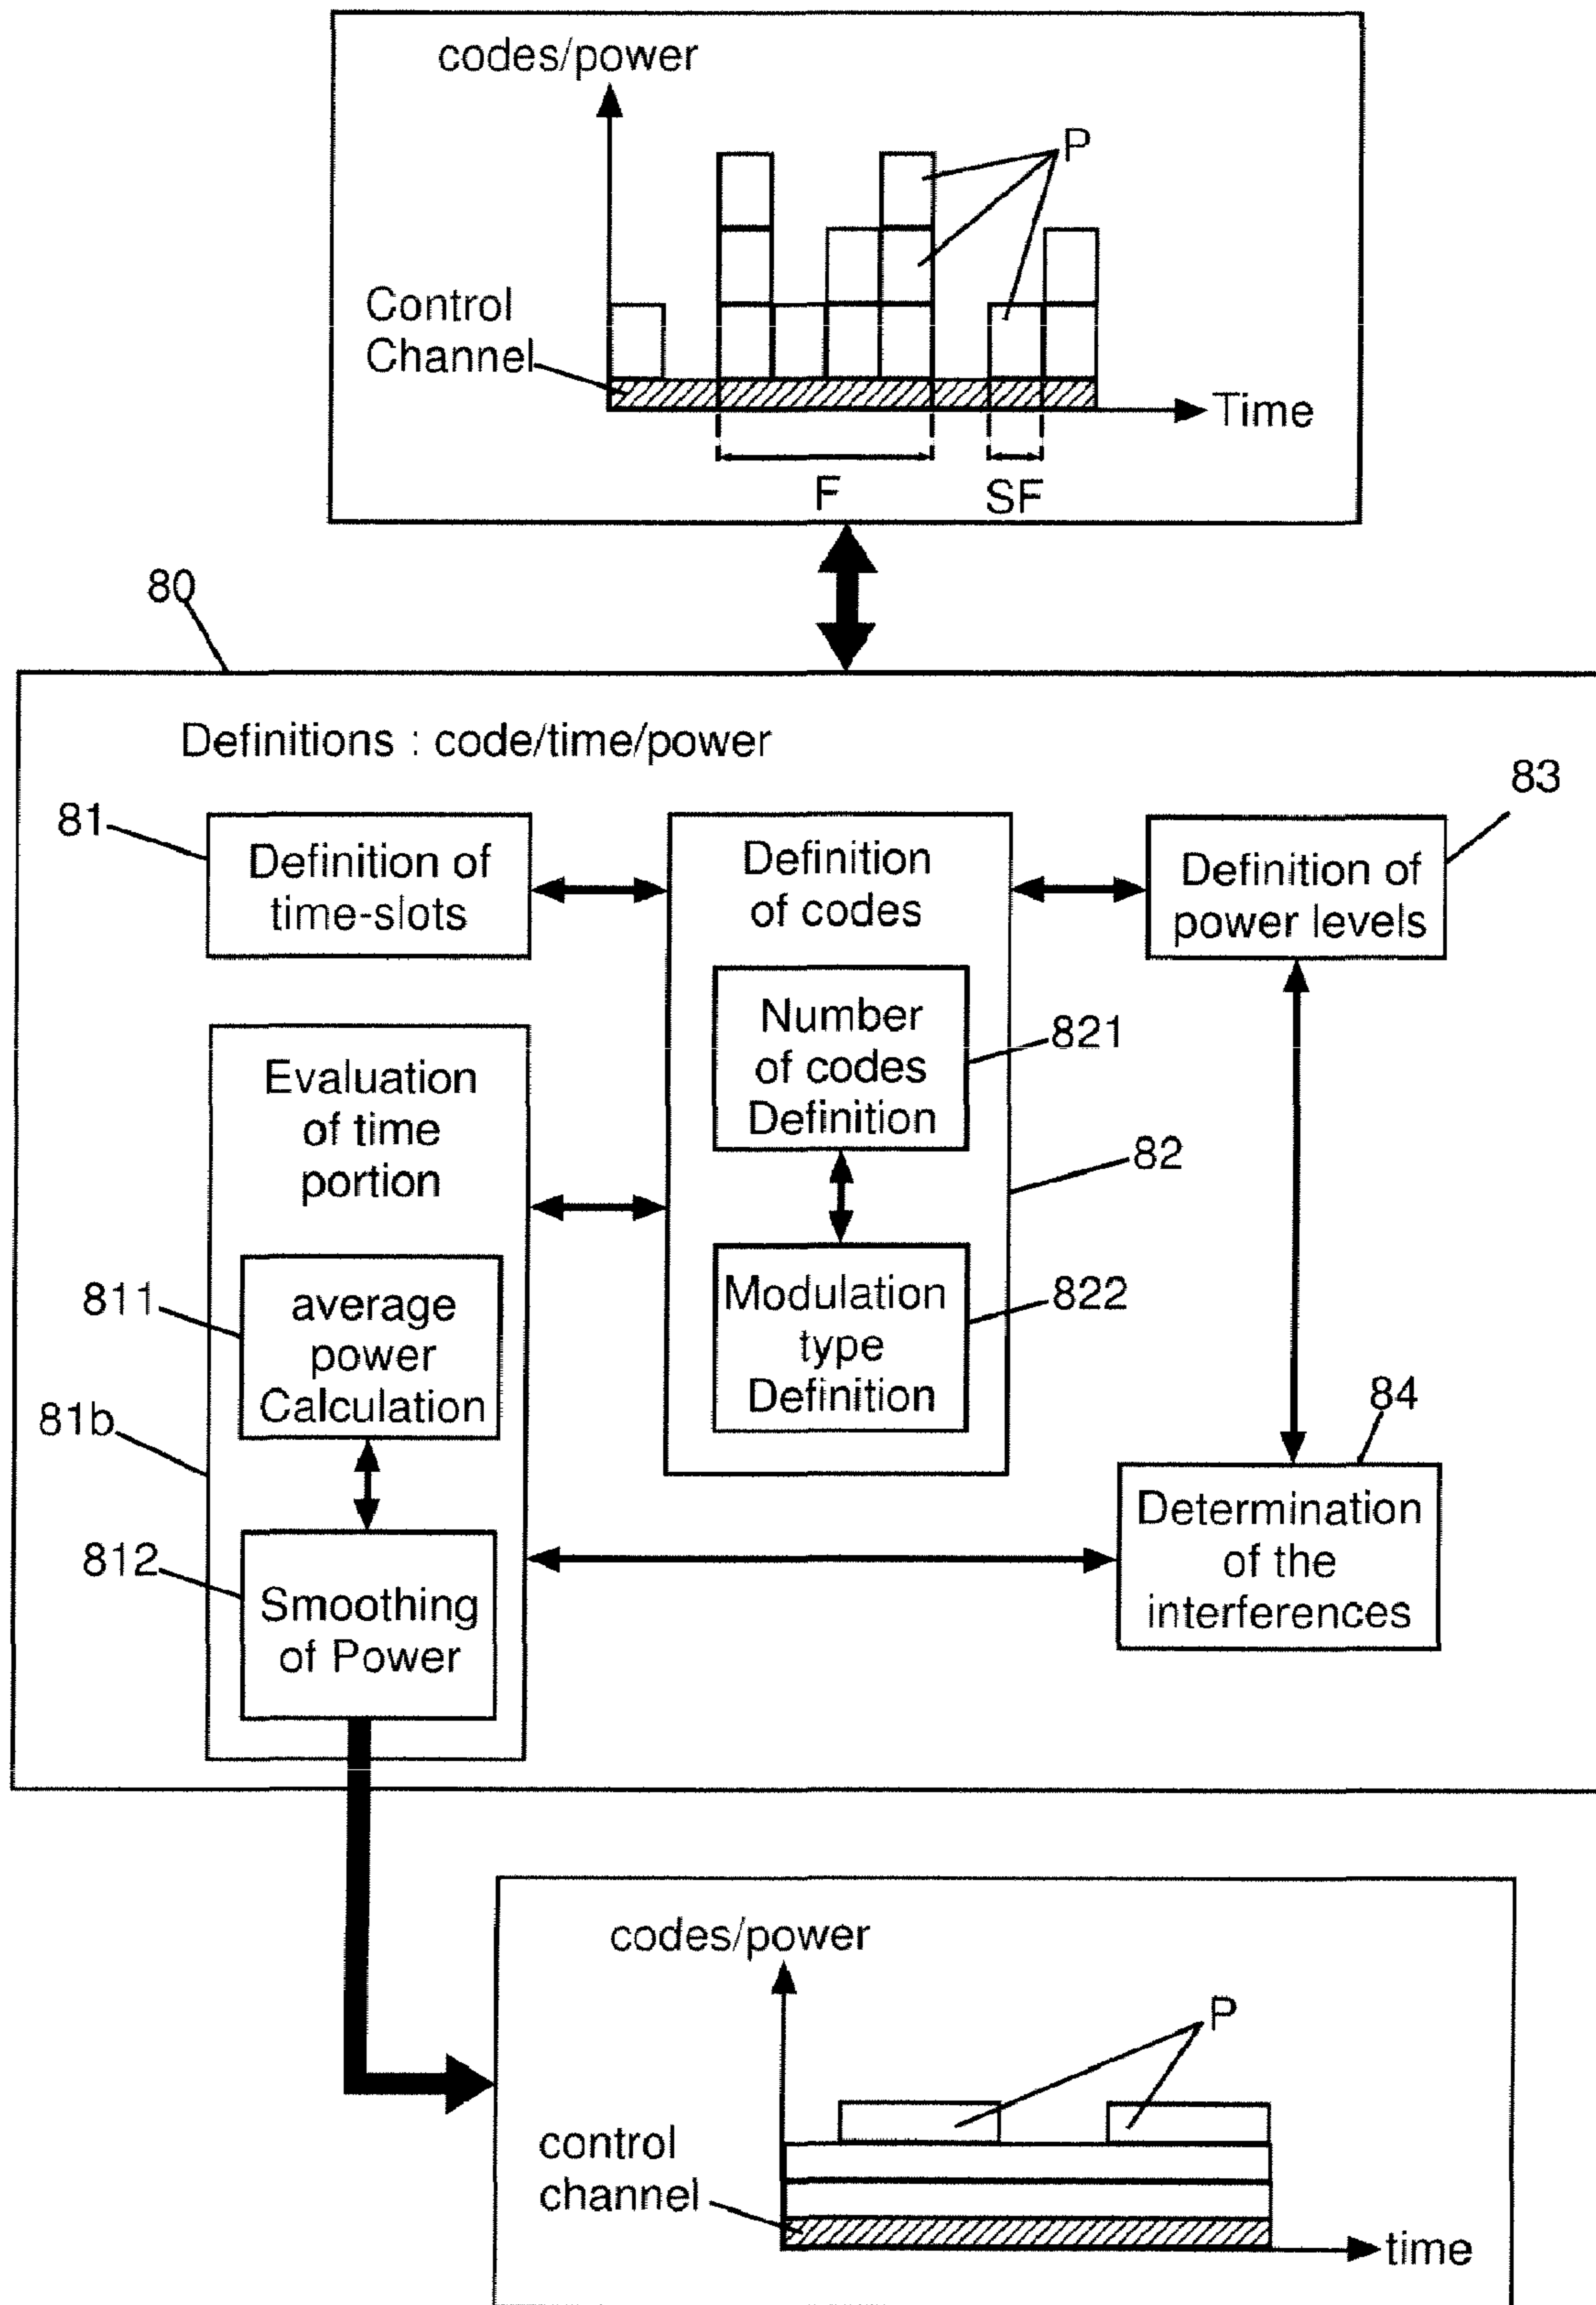 codes/power
P
Control
Channel
Time
F
SF
80
Definitions : code/time/power
81
Definition of
time-slots
Definition
of codes
83
Definition of
power levels
Number
of codes
Definition
821
82
Evaluation
of time
portion
Modulation
type
Definition
822
811
average
power
Calculation
81b
84
Determination
of the
interferences
812
Smoothing
of Power
codes/power
P
control
channel
time